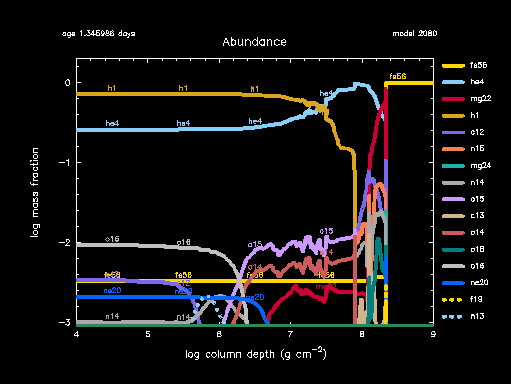 age 1.345986 days
model 2080
Abundance
fe56
0
-1
-2
-3
log mass fraction
h1 h1 h1 he4
he4 he4 he4
o16 o16 o15 o15
o14
fe56 fe56 fe56
ne20 ne20
n14 n14
4 5 6 7 8 9
log column depth (g cm-2)
fe56
he4
mg22
h1
c12
n15
mg24
n14
o15
c13
o14
o18
o16
ne20
f19
n13